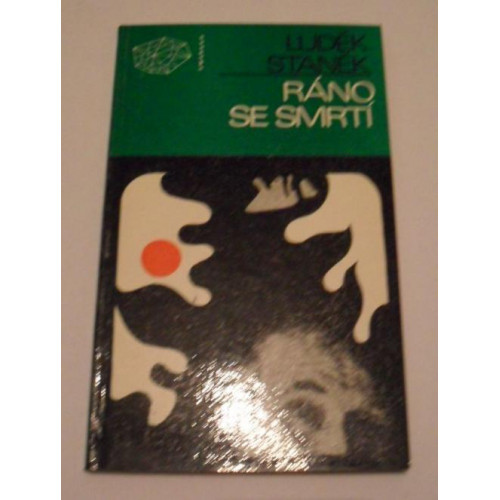 LUDĚK
STANĚK
RÁNO
SE SMRTÍ